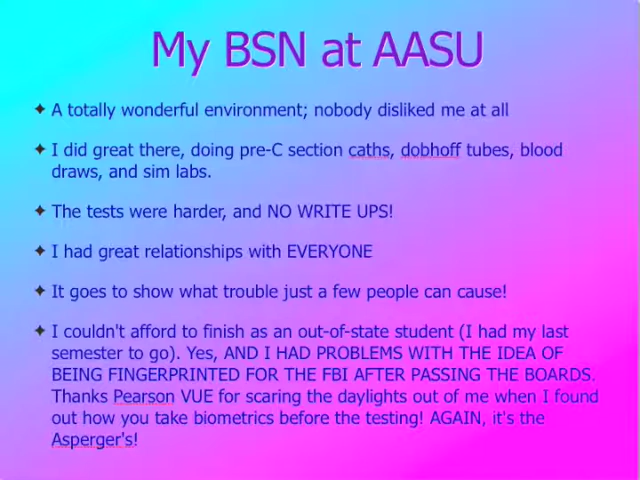 My BSN at AASU
✦ A totally wonderful environment; nobody disliked me at all
✦ I did great there, doing pre-C section caths, dobhoff tubes, blood
draws, and sim labs.
✦ The tests were harder, and NO WRITE UPS!
✦ I had great relationships with EVERYONE
✦ It goes to show what trouble just a few people can cause!
✦ I couldn't afford to finish as an out-of-state student (I had my last
semester to go). Yes, AND I HAD PROBLEMS WITH THE IDEA OF
BEING FINGERPRINTED FOR THE FBI AFTER PASSING THE BOARDS.
Thanks Pearson VUE for scaring the daylights out of me when I found
out how you take biometrics before the testing! AGAIN, it's the
Asperger's!